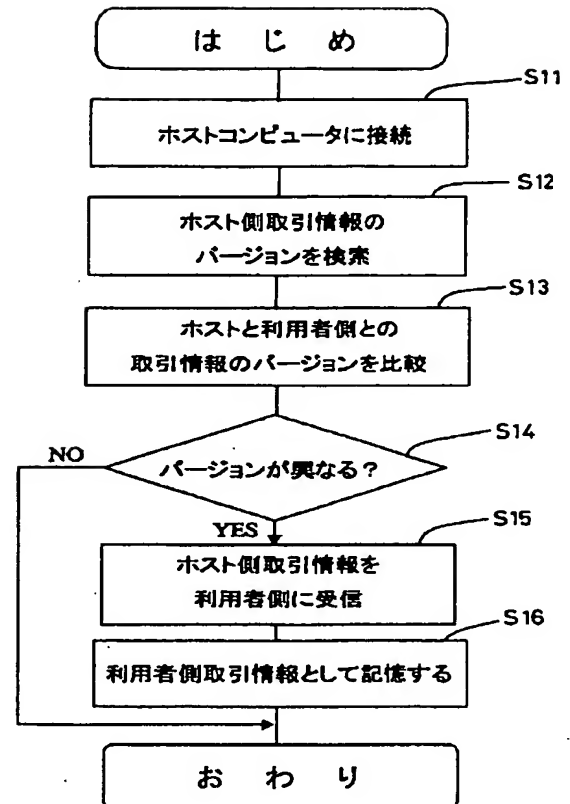 はじめ
S11
ホストコンピュータに接続
S12
ホスト側取引情報の
バージョンを検索
S13
ホストと利用者側との
取引情報のバージョンを比較
S14
バージョンが異なる？
NO
YES
S15
ホスト側取引情報を
利用者側に受信
S16
利用者側取引情報として記憶する
おわり